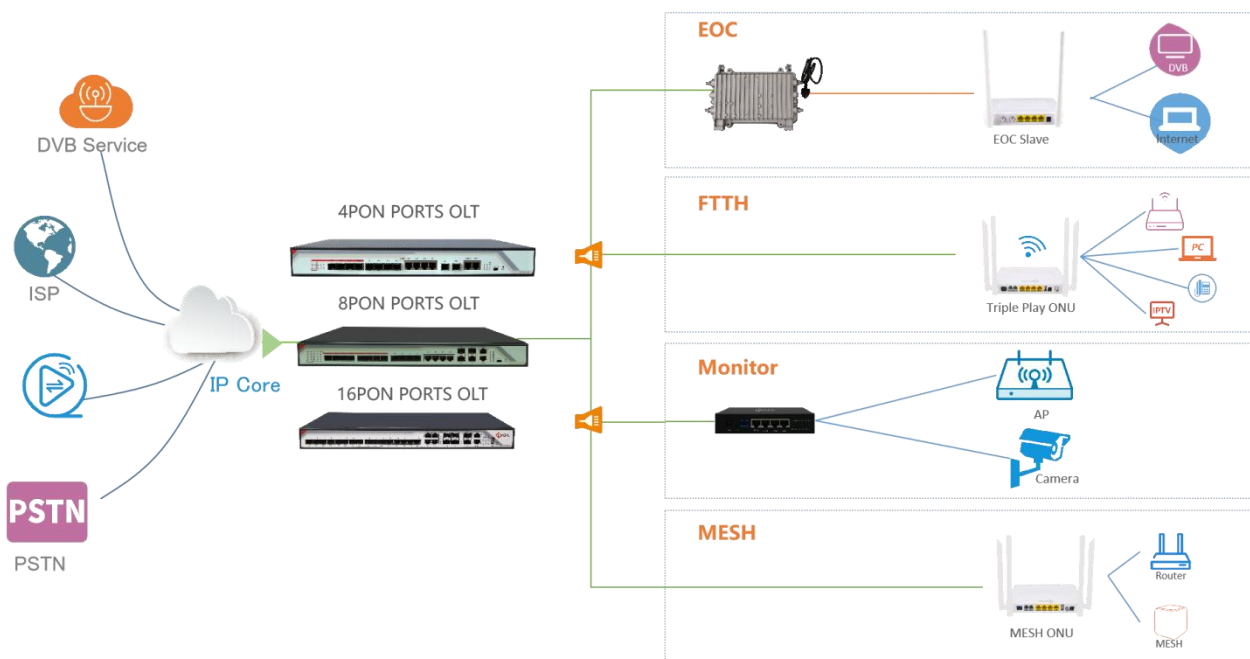 DVB Service
ISP
IP Core
PSTN
PSTN
4PON PORTS OLT
8PON PORTS OLT
16PON PORTS OLT
EOC
EOC Slave
DVB
Internet
FTTH
Triple Play ONU
PC
IPTV
Monitor
AP
Camera
MESH
MESH ONU
Router
MESH